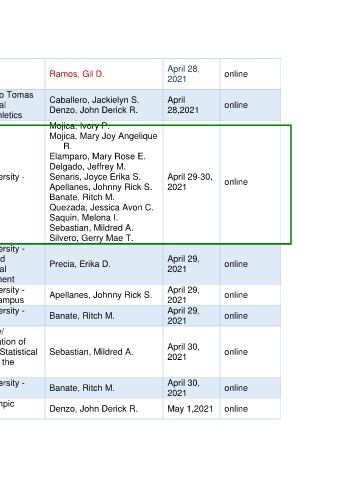 Ramos, Gil D.
April 28,
2021
online
o Tomas
al
hletics
Caballero, Jackielyn S.
Denzo, John Derick R.
April
28,2021
online
ersity -
Mojica, Ivory P.
Mojica, Mary Joy Angelique
R.
Elamparo, Mary Rose E.
Delgado, Jeffrey M.
Senaris, Joyce Erika S.
Apellanes, Johnny Rick S.
Banate, Ritch M.
Quezada, Jessica Avon C.
Saquin, Melona I.
Sebastian, Mildred A.
Silvero, Gerry Mae T.
April 29-30,
2021
online
ersity -
d
al
ment
Precia, Erika D.
April 29,
2021
online
ersity -
ampus
Apellanes, Johnny Rick S.
April 29,
2021
online
ersity -
Banate, Ritch M.
April 29,
2021
online
y/
ation of
Statistical
the
Sebastian, Mildred A.
April 30,
2021
online
ersity -
Banate, Ritch M.
April 30,
2021
online
mpic
Denzo, John Derick R.
May 1,2021
online